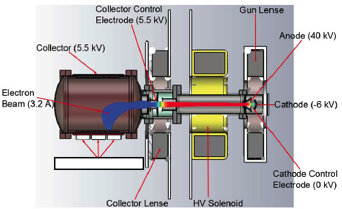 Collector Control
Electrode (5.5 kV)
Gun Lense
Collector (5.5 kV)
Anode (40 kV)
Electron
Beam (3.2 A)
Cathode (-6 kV)
Cathode Control
Electrode (0 kV)
Collector Lense
HV Solenoid